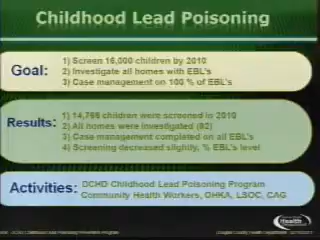 Childhood Lead Poisoning
Goal:
1) Screen 16,000 children by 2010
2) Investigate all homes with EBL's
3) Case management on 100 % of EBL's
Results:
1) 14,768 children were screened in 2010
2) All homes were investigated (92)
3) Case management completed on all EBL's
4) Screening decreased slightly, % EBL's level
Activities:
DCHD Childhood Lead Poisoning Program
Community Health Workers, OHKA, LSOC, CAG
Health